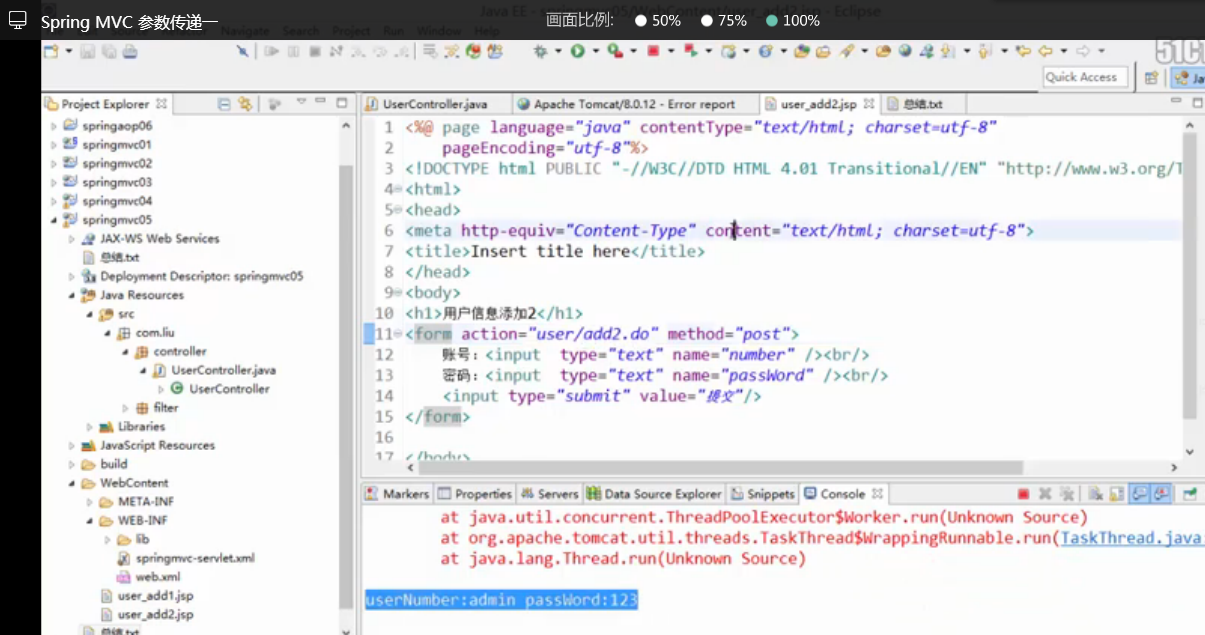 Java EE - springmvc05/WebContent/user_add2.jsp - Eclipse
Spring MVC 参数传递一
画面比例: 50% 75% 100%
Navigate Search Project Run Window Help
51C
Quick Access
Ja
Project Explorer
UserController.java
Apache Tomcat/8.0.12 - Error report
user_add2.jsp
总结.txt
springaop06
springmvc01
springmvc02
springmvc03
springmvc04
springmvc05
JAX-WS Web Services
总结.txt
Deployment Descriptor: springmvc05
Java Resources
src
com.liu
controller
UserController.java
UserController
filter
Libraries
JavaScript Resources
build
WebContent
META-INF
WEB-INF
lib
springmvc-servlet.xml
web.xml
user_add1.jsp
user_add2.jsp
总结.txt
1 <%@ page language="java" contentType="text/html; charset=utf-8"
2 pageEncoding="utf-8"%>
3 <!DOCTYPE html PUBLIC "-//W3C//DTD HTML 4.01 Transitional//EN" "http://www.w3.org/T
4 <html>
5 <head>
6 <meta http-equiv="Content-Type" content="text/html; charset=utf-8">
7 <title>Insert title here</title>
8 </head>
9 <body>
10 <h1>用户信息添加2</h1>
11 <form action="user/add2.do" method="post">
12 账号：<input type="text" name="number" /><br/>
13 密码：<input type="text" name="passWord" /><br/>
14 <input type="submit" value="提交"/>
15 </form>
16
17 </body>
Markers Properties Servers Data Source Explorer Snippets Console
at java.util.concurrent.ThreadPoolExecutor$Worker.run(Unknown Source)
at org.apache.tomcat.util.threads.TaskThread$WrappingRunnable.run(TaskThread.java
at java.lang.Thread.run(Unknown Source)
userNumber:admin passWord:123